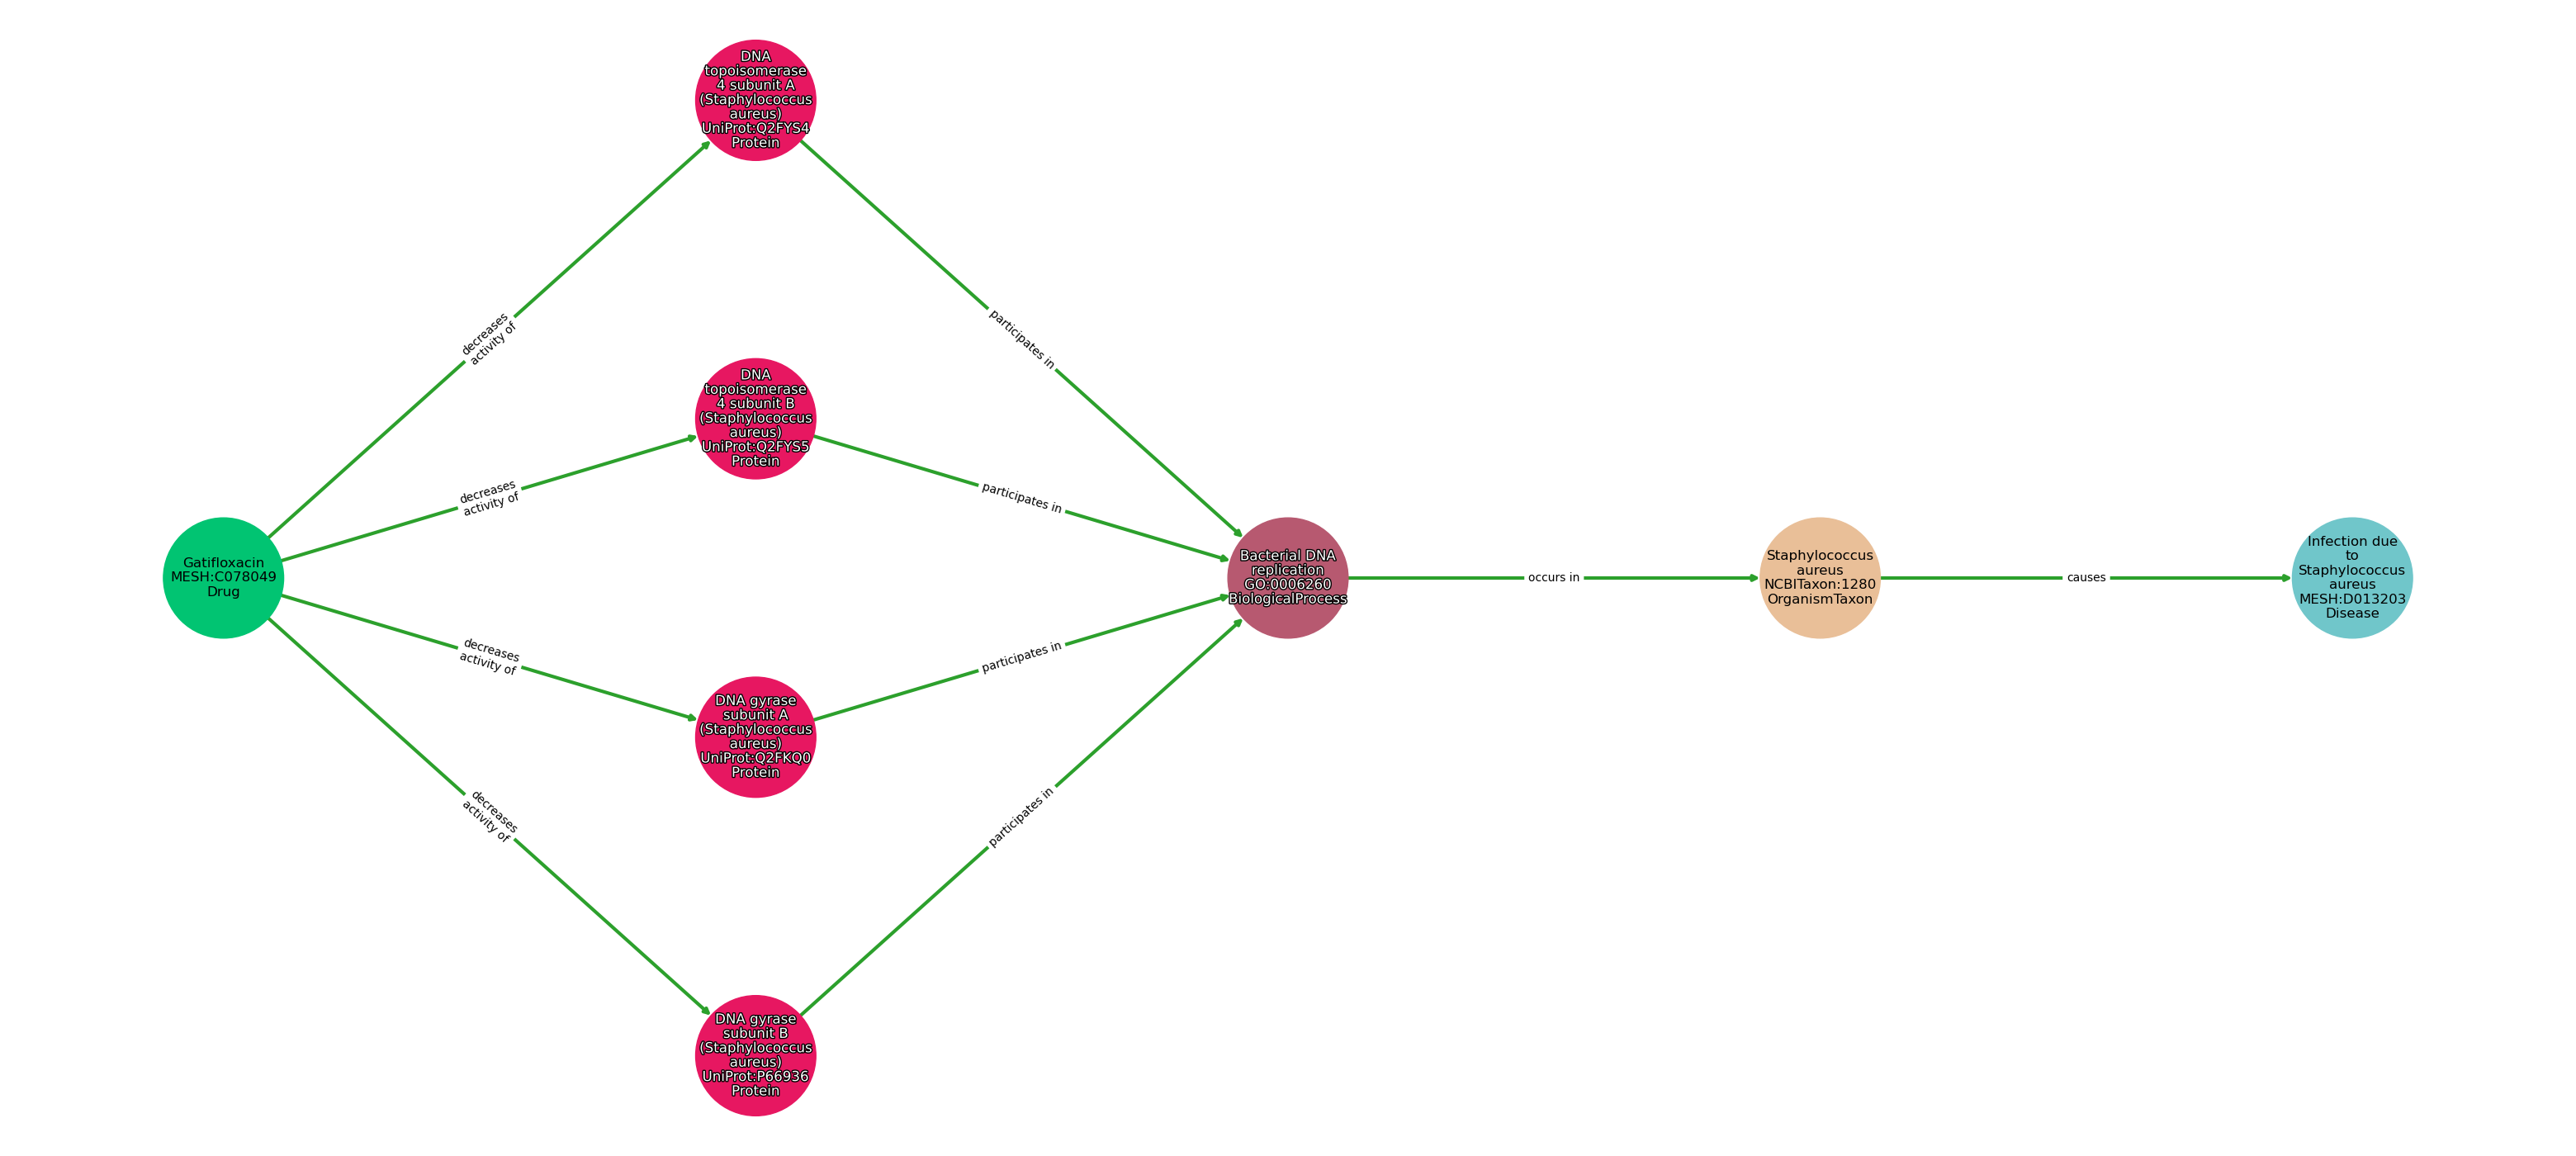 Gatifloxacin
MESH:C078049
Drug
decreases
activity of
decreases
activity of
decreases
activity of
decreases
activity of
DNA
topoisomerase
4 subunit A
(Staphylococcus
aureus)
UniProt:Q2FYS4
Protein
DNA
topoisomerase
4 subunit B
(Staphylococcus
aureus)
UniProt:Q2FYS5
Protein
DNA gyrase
subunit A
(Staphylococcus
aureus)
UniProt:Q2FKQ0
Protein
DNA gyrase
subunit B
(Staphylococcus
aureus)
UniProt:P66936
Protein
participates in
participates in
participates in
participates in
Bacterial DNA
replication
GO:0006260
BiologicalProcess
occurs in
Staphylococcus
aureus
NCBITaxon:1280
OrganismTaxon
causes
Infection due
to
Staphylococcus
aureus
MESH:D013203
Disease